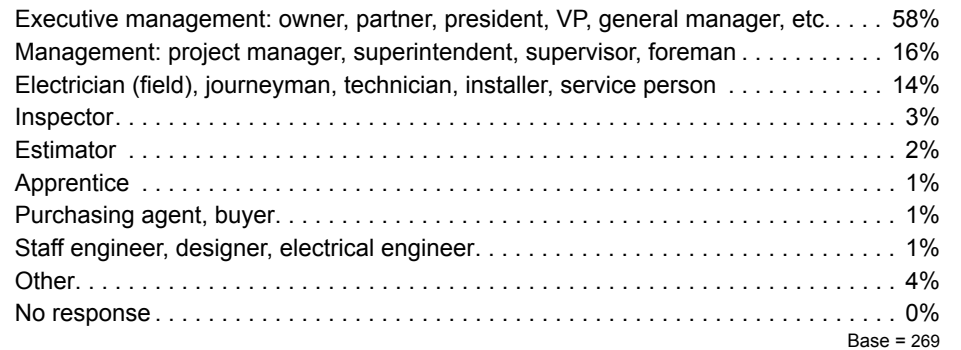 Executive management: owner, partner, president, VP, general manager, etc. . . . . 58%
Management: project manager, superintendent, supervisor, foreman . . . . . . . . . . . 16%
Electrician (field), journeyman, technician, installer, service person . . . . . . . . . . . . 14%
Inspector. . . . . . . . . . . . . . . . . . . . . . . . . . . . . . . . . . . . . . . . . . . . . . . . . . . . . . . . . 3%
Estimator . . . . . . . . . . . . . . . . . . . . . . . . . . . . . . . . . . . . . . . . . . . . . . . . . . . . . . . . 2%
Apprentice . . . . . . . . . . . . . . . . . . . . . . . . . . . . . . . . . . . . . . . . . . . . . . . . . . . . . . . 1%
Purchasing agent, buyer. . . . . . . . . . . . . . . . . . . . . . . . . . . . . . . . . . . . . . . . . . . . . 1%
Staff engineer, designer, electrical engineer. . . . . . . . . . . . . . . . . . . . . . . . . . . . . . 1%
Other. . . . . . . . . . . . . . . . . . . . . . . . . . . . . . . . . . . . . . . . . . . . . . . . . . . . . . . . . . . . 4%
No response . . . . . . . . . . . . . . . . . . . . . . . . . . . . . . . . . . . . . . . . . . . . . . . . . . . . . . 0%
Base = 269